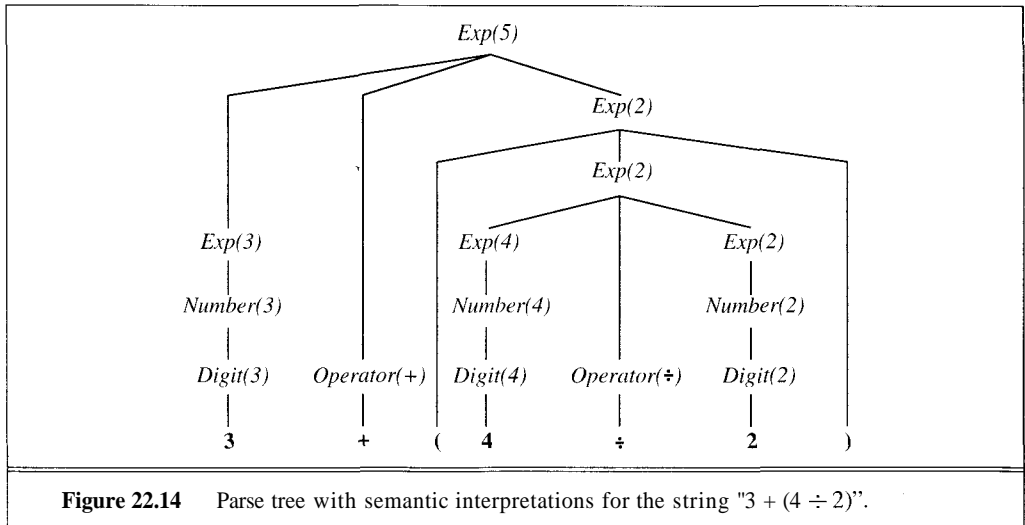 Exp(5)
Exp(2)
Exp(2)
Exp(3) Exp(4) Exp(2)
Number(3) Number(4) Number(2)
Digit(3) Operator(+) Digit(4) Operator(÷) Digit(2)
3 + ( 4 ÷ 2 )
Figure 22.14 Parse tree with semantic interpretations for the string "3 + (4 ÷ 2)”.